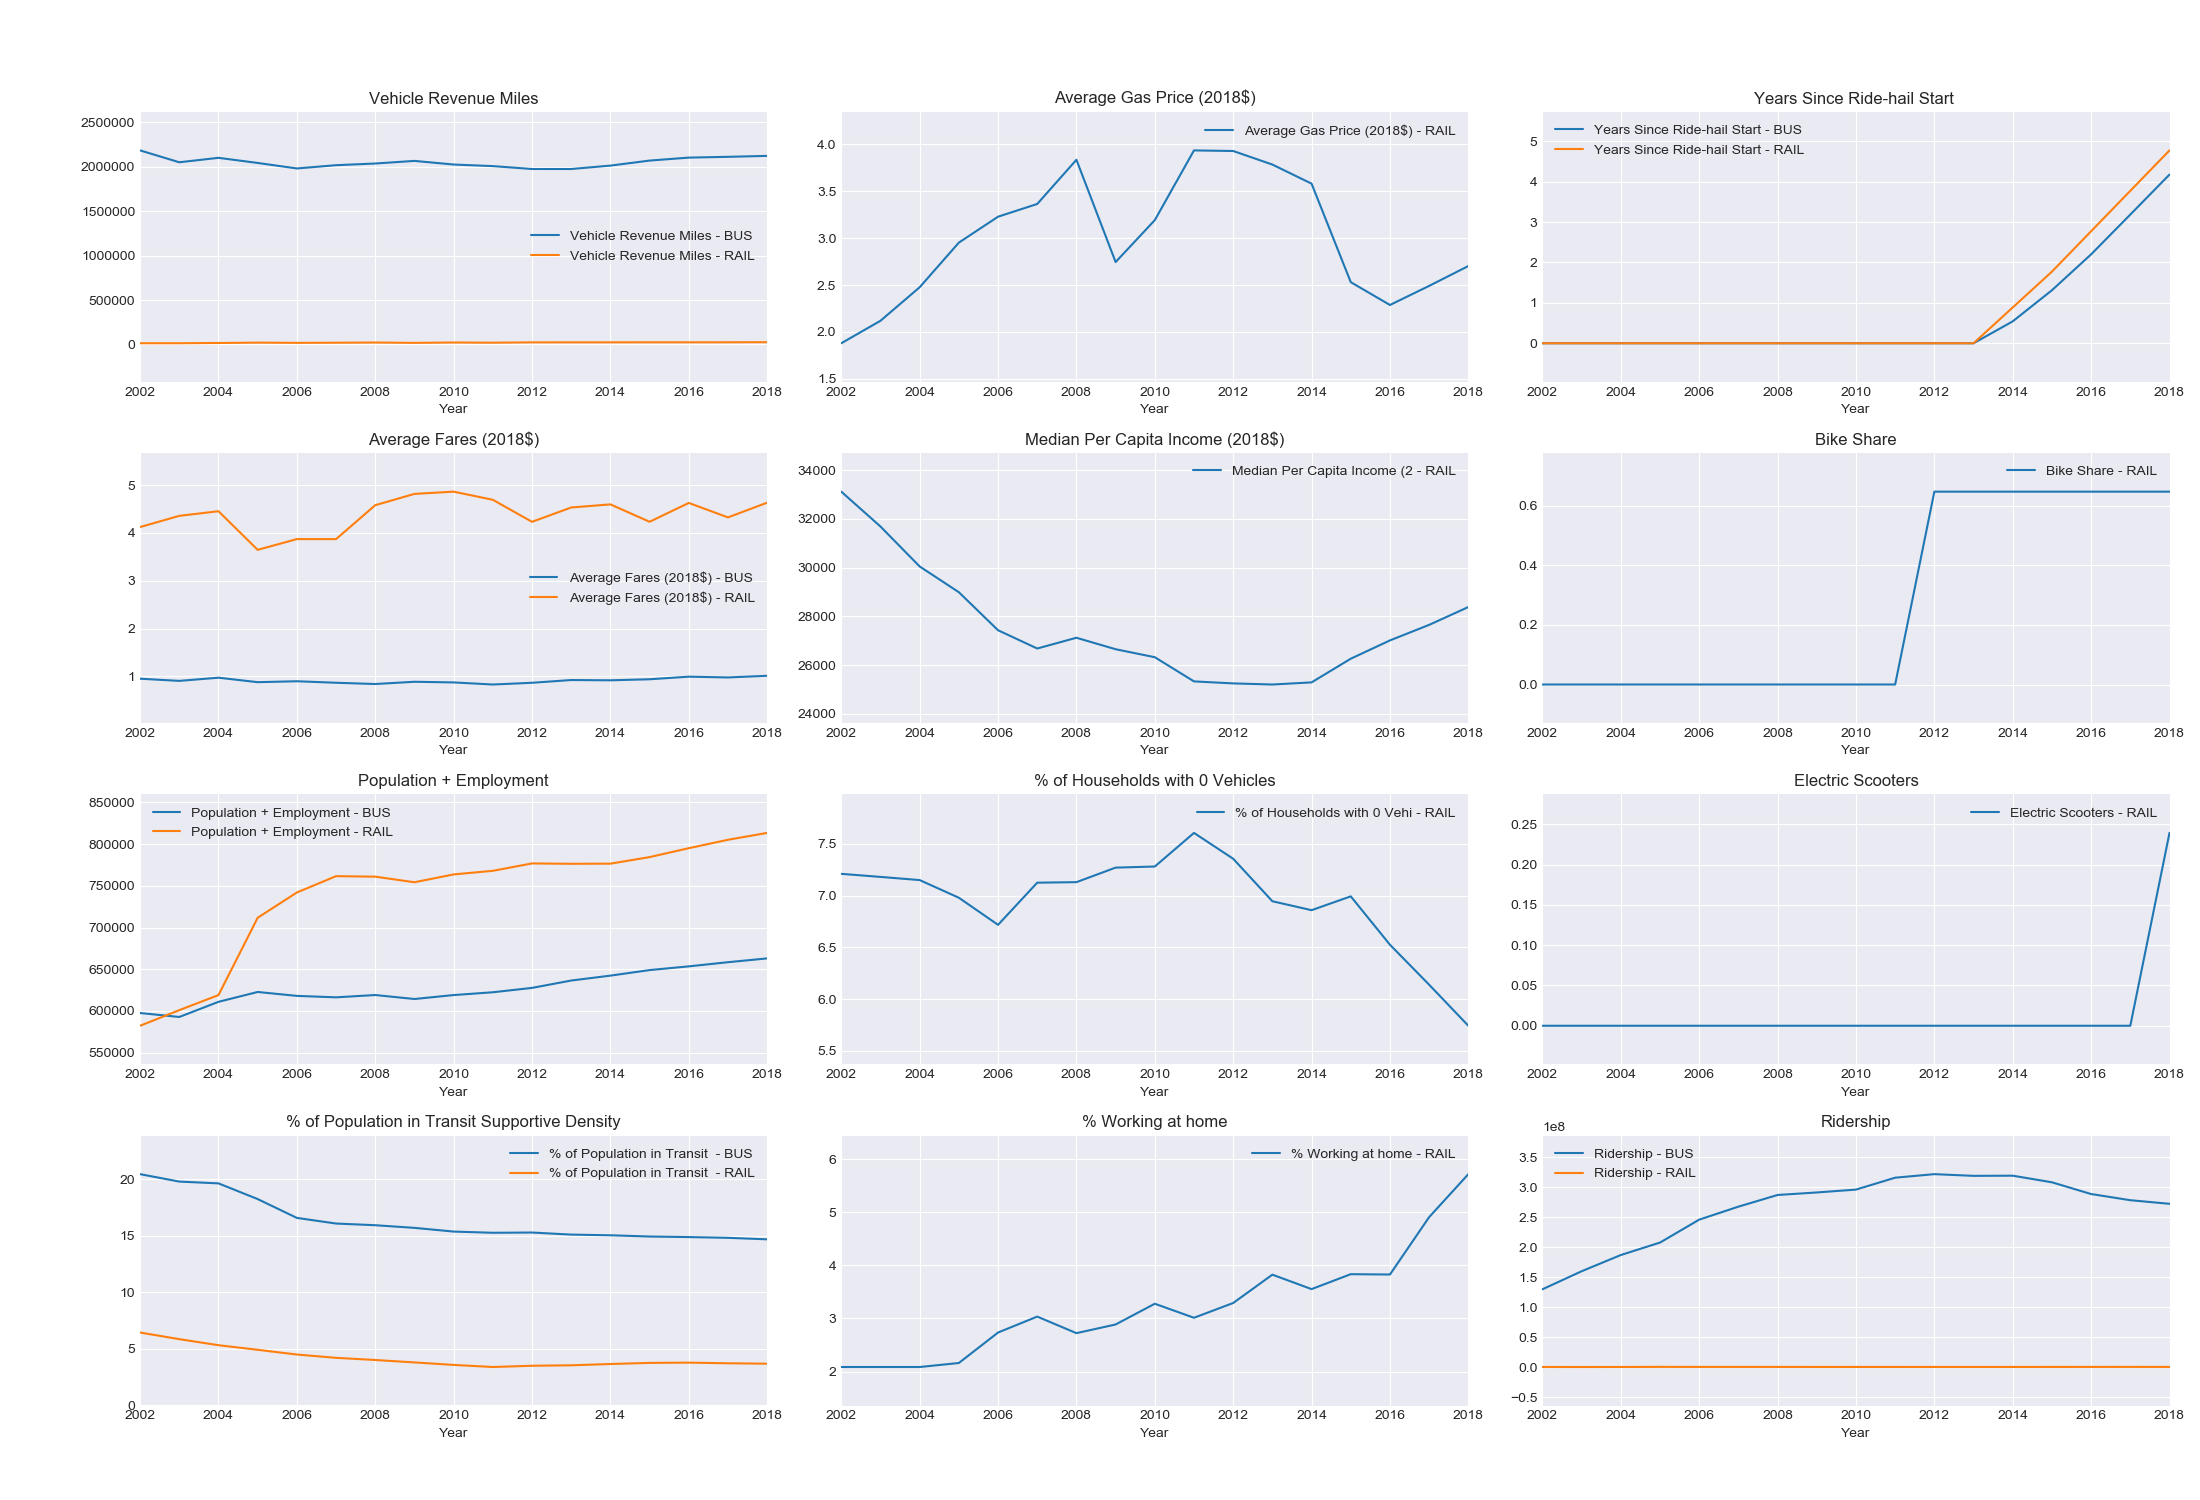 Vehicle Revenue Miles
2500000
2000000
1500000
1000000
500000
0
Vehicle Revenue Miles - BUS
Vehicle Revenue Miles - RAIL
2002 2004 2006 2008 2010 2012 2014 2016 2018
Year
Average Gas Price (2018$)
4.0
3.5
3.0
2.5
2.0
1.5
Average Gas Price (2018$) - RAIL
2002 2004 2006 2008 2010 2012 2014 2016 2018
Year
Years Since Ride-hail Start
5
4
3
2
1
0
Years Since Ride-hail Start - BUS
Years Since Ride-hail Start - RAIL
2002 2004 2006 2008 2010 2012 2014 2016 2018
Year
Average Fares (2018$)
5
4
3
2
1
Average Fares (2018$) - BUS
Average Fares (2018$) - RAIL
2002 2004 2006 2008 2010 2012 2014 2016 2018
Year
Median Per Capita Income (2018$)
34000
32000
30000
28000
26000
24000
Median Per Capita Income (2 - RAIL
2002 2004 2006 2008 2010 2012 2014 2016 2018
Year
Bike Share
0.6
0.4
0.2
0.0
Bike Share - RAIL
2002 2004 2006 2008 2010 2012 2014 2016 2018
Year
Population + Employment
850000
800000
750000
700000
650000
600000
550000
Population + Employment - BUS
Population + Employment - RAIL
2002 2004 2006 2008 2010 2012 2014 2016 2018
Year
% of Households with 0 Vehicles
7.5
7.0
6.5
6.0
5.5
% of Households with 0 Vehi - RAIL
2002 2004 2006 2008 2010 2012 2014 2016 2018
Year
Electric Scooters
0.25
0.20
0.15
0.10
0.05
0.00
Electric Scooters - RAIL
2002 2004 2006 2008 2010 2012 2014 2016 2018
Year
% of Population in Transit Supportive Density
20
15
10
5
0
% of Population in Transit  - BUS
% of Population in Transit  - RAIL
2002 2004 2006 2008 2010 2012 2014 2016 2018
Year
% Working at home
6
5
4
3
2
% Working at home - RAIL
2002 2004 2006 2008 2010 2012 2014 2016 2018
Year
Ridership
1e8
3.5
3.0
2.5
2.0
1.5
1.0
0.5
0.0
−0.5
Ridership - BUS
Ridership - RAIL
2002 2004 2006 2008 2010 2012 2014 2016 2018
Year